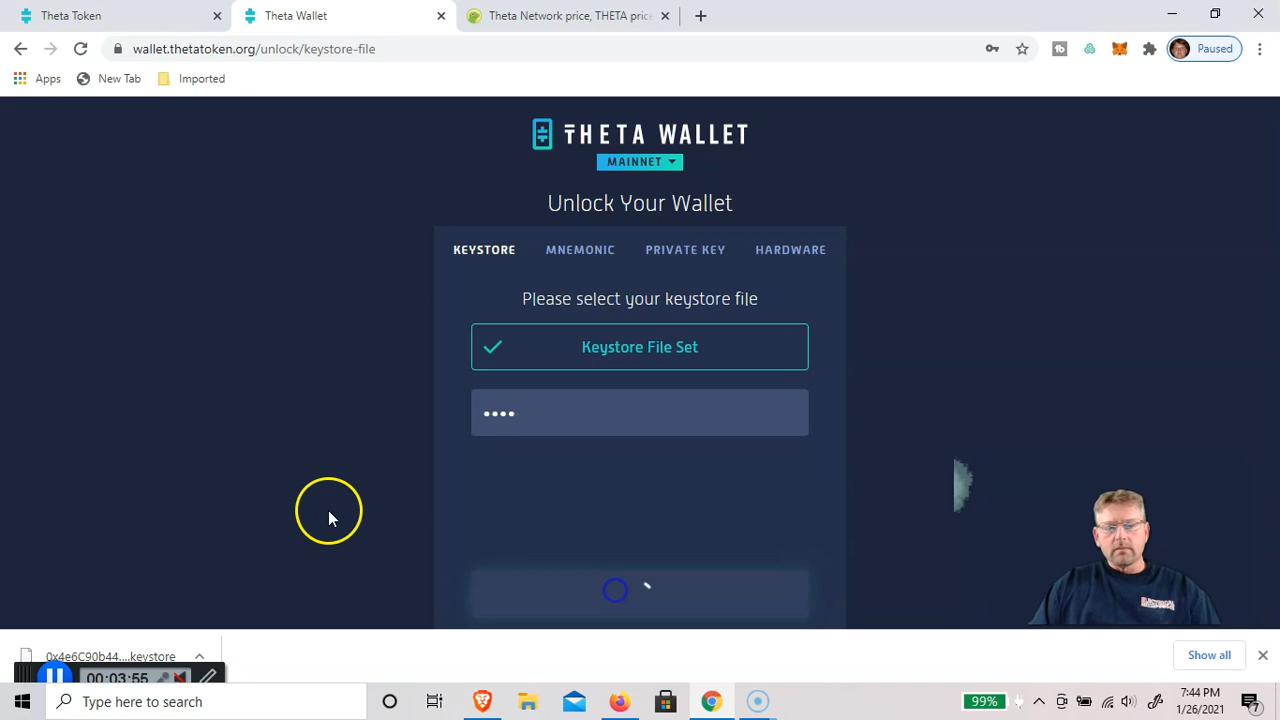 Theta Token
Theta Wallet
Theta Network price, THETA price
wallet.thetatoken.org/unlock/keystore-file
Paused
Apps
New Tab
Imported
THETA WALLET
MAINNET
Unlock Your Wallet
KEYSTORE
MNEMONIC
PRIVATE KEY
HARDWARE
Please select your keystore file
Keystore File Set
0x4e6C90b44....keystore
Show all
00:03:55
Type here to search
99%
7:44 PM
1/26/2021
7